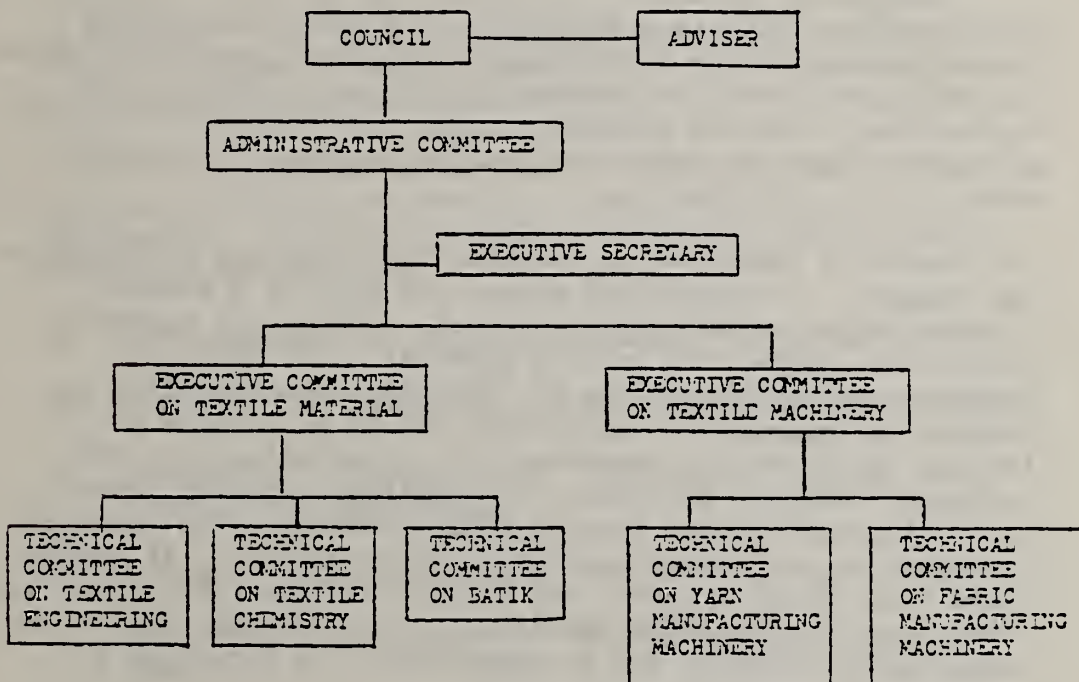 COUNCIL
ADVISER
ADMINISTRATIVE COMMITTEE
EXECUTIVE SECRETARY
EXECUTIVE COMMITTEE
ON TEXTILE MATERIAL
EXECUTIVE COMMITTEE
ON TEXTILE MACHINERY
TECHNICAL
COMMITTEE
ON TEXTILE
ENGINEERING
TECHNICAL
COMMITTEE
ON TEXTILE
CHEMISTRY
TECHNICAL
COMMITTEE
ON BATIK
TECHNICAL
COMMITTEE
ON YARN
MANUFACTURING
MACHINERY
TECHNICAL
COMMITTEE
ON FABRIC
MANUFACTURING
MACHINERY